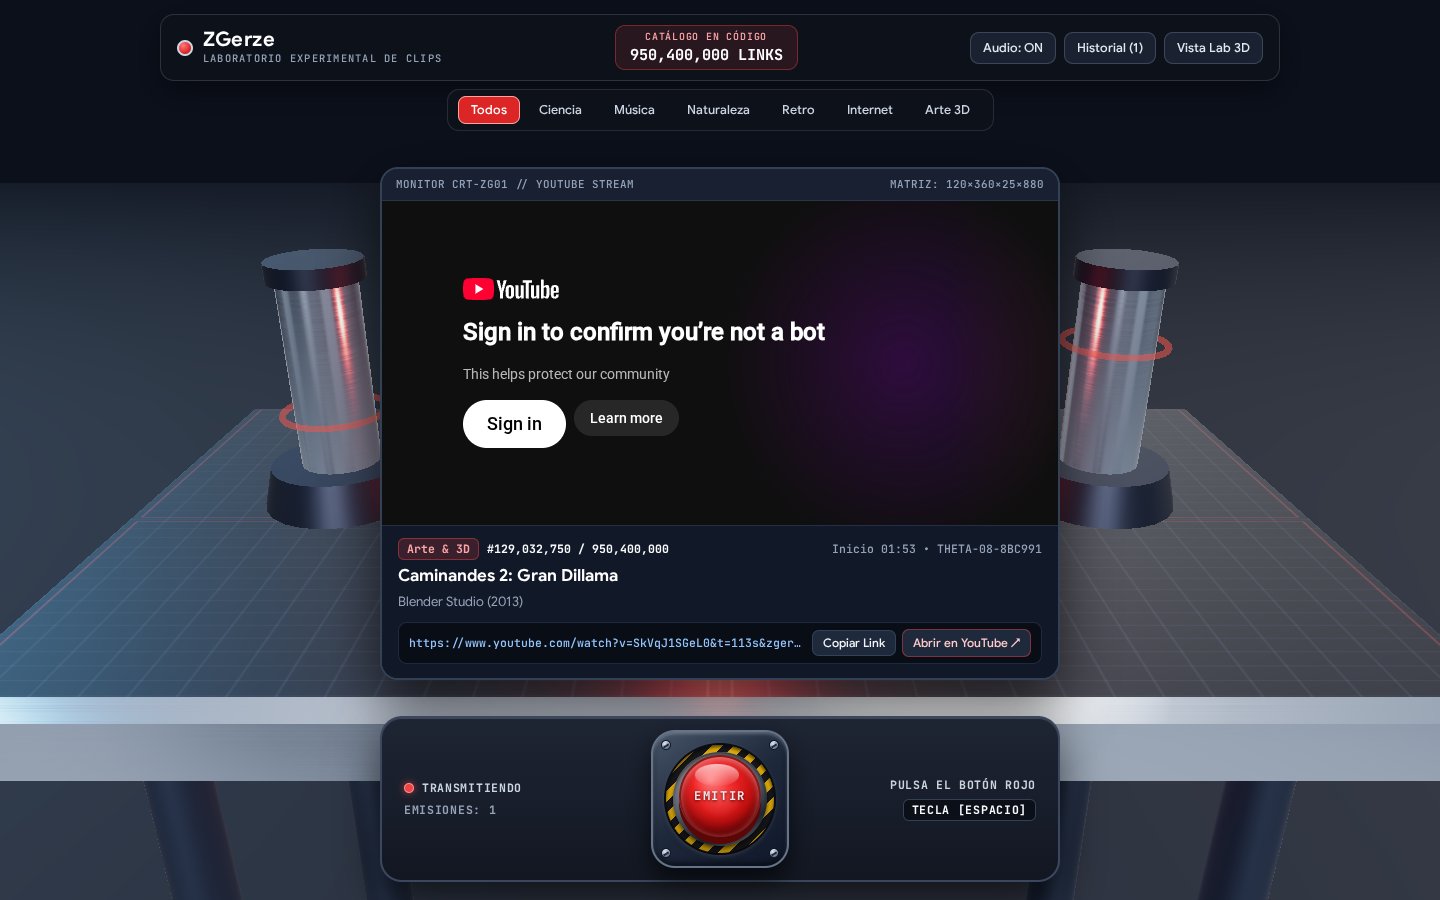 ZGerze
LABORATORIO EXPERIMENTAL DE CLIPS
CATÁLOGO EN CÓDIGO
950,400,000 LINKS
Audio: ON
Historial (1)
Vista Lab 3D
Todos
Ciencia
Música
Naturaleza
Retro
Internet
Arte 3D
MONITOR CRT-ZG01 // YOUTUBE STREAM
MATRIZ: 120×360×25×880
YouTube
Sign in to confirm you’re not a bot
This helps protect our community
Sign in
Learn more
Arte & 3D
#129,032,750 / 950,400,000
Inicio 01:53 • THETA-08-8BC991
Caminandes 2: Gran Dillama
Blender Studio (2013)
https://www.youtube.com/watch?v=SkVqJ1SGeL0&t=113s&zger…
Copiar Link
Abrir en YouTube ↗
TRANSMITIENDO
EMISIONES: 1
EMITIR
PULSA EL BOTÓN ROJO
TECLA [ESPACIO]